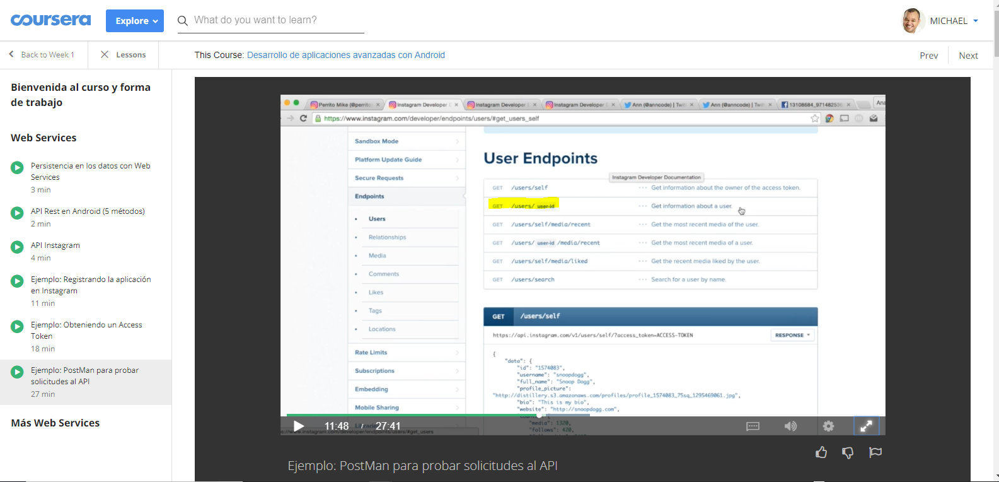 coursera
Explore
What do you want to learn?
MICHAEL
Back to Week 1
Lessons
This Course: Desarrollo de aplicaciones avanzadas con Android
Prev
Next
Bienvenida al curso y forma
de trabajo
Web Services
Persistencia en los datos con Web
Services
3 min
API Rest en Android (5 métodos)
2 min
API Instagram
4 min
Ejemplo: Registrando la aplicación
en Instagram
11 min
Ejemplo: Obteniendo un Access
Token
18 min
Ejemplo: PostMan para probar
solicitudes al API
27 min
Más Web Services
Perrito Mike (@perrito
Instagram Developer
Instagram Developer
Instagram Developer
Ann (@anncode) | Twit
Ann (@anncode) | Twit
13108684_97148253
Ana
https://www.instagram.com/developer/endpoints/users/#get_users_self
Sandbox Mode
Platform Update Guide
Secure Requests
Endpoints
Users
Relationships
Media
Comments
Likes
Tags
Locations
Rate Limits
Subscriptions
Embedding
Mobile Sharing
User Endpoints
Instagram Developer Documentation
GET /users/self ··· Get information about the owner of the access token.
GET /users/ user-id ··· Get information about a user.
GET /users/self/media/recent ··· Get the most recent media of the user.
GET /users/ user-id /media/recent ··· Get the most recent media of a user.
GET /users/self/media/liked ··· Get the recent media liked by the user.
GET /users/search ··· Search for a user by name.
GET /users/self
https://api.instagram.com/v1/users/self/?access_token=ACCESS-TOKEN
RESPONSE
{
"data": {
"id": "1574083",
"username": "snoopdogg",
"full_name": "Snoop Dogg",
"profile_picture":
"http://distillery.s3.amazonaws.com/profiles/profile_1574083_75sq_1295469061.jpg",
"bio": "This is my bio",
"website": "http://snoopdogg.com",
"media": 1320,
"follows": 420,
11:48 / 27:41
s://www.instagram.com/developer/endpoints/users/#get_users
Ejemplo: PostMan para probar solicitudes al API